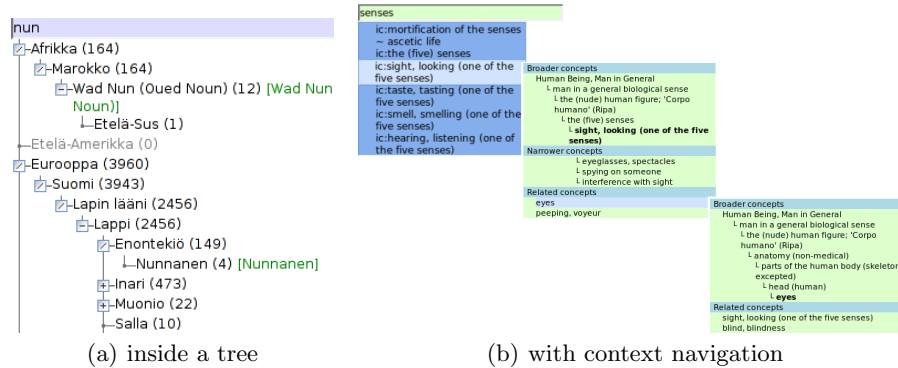 nun
Afrikka (164)
Marokko (164)
Wad Nun (Oued Noun) (12) [Wad Nun
Noun)]
Etelä-Sus (1)
Etelä-Amerikka (0)
Eurooppa (3960)
Suomi (3943)
Lapin lääni (2456)
Lappi (2456)
Enontekiö (149)
Nunnanen (4) [Nunnanen]
Inari (473)
Muonio (22)
Salla (10)
(a) inside a tree
senses
ic:mortification of the senses
~ ascetic life
ic:the (five) senses
ic:sight, looking (one of the
five senses)
ic:taste, tasting (one of the
five senses)
ic:smell, smelling (one of the
five senses)
ic:hearing, listening (one of
the five senses)
Broader concepts
Human Being, Man in General
└ man in a general biological sense
└ the (nude) human figure; 'Corpo
humano' (Ripa)
└ the (five) senses
└ sight, looking (one of the five
senses)
Narrower concepts
└ eyeglasses, spectacles
└ spying on someone
└ interference with sight
Related concepts
eyes
peeping, voyeur
Broader concepts
Human Being, Man in General
└ man in a general biological sense
└ the (nude) human figure; 'Corpo
humano' (Ripa)
└ anatomy (non-medical)
└ parts of the human body (skeleton
excepted)
└ head (human)
└ eyes
Related concepts
sight, looking (one of the five senses)
blind, blindness
(b) with context navigation